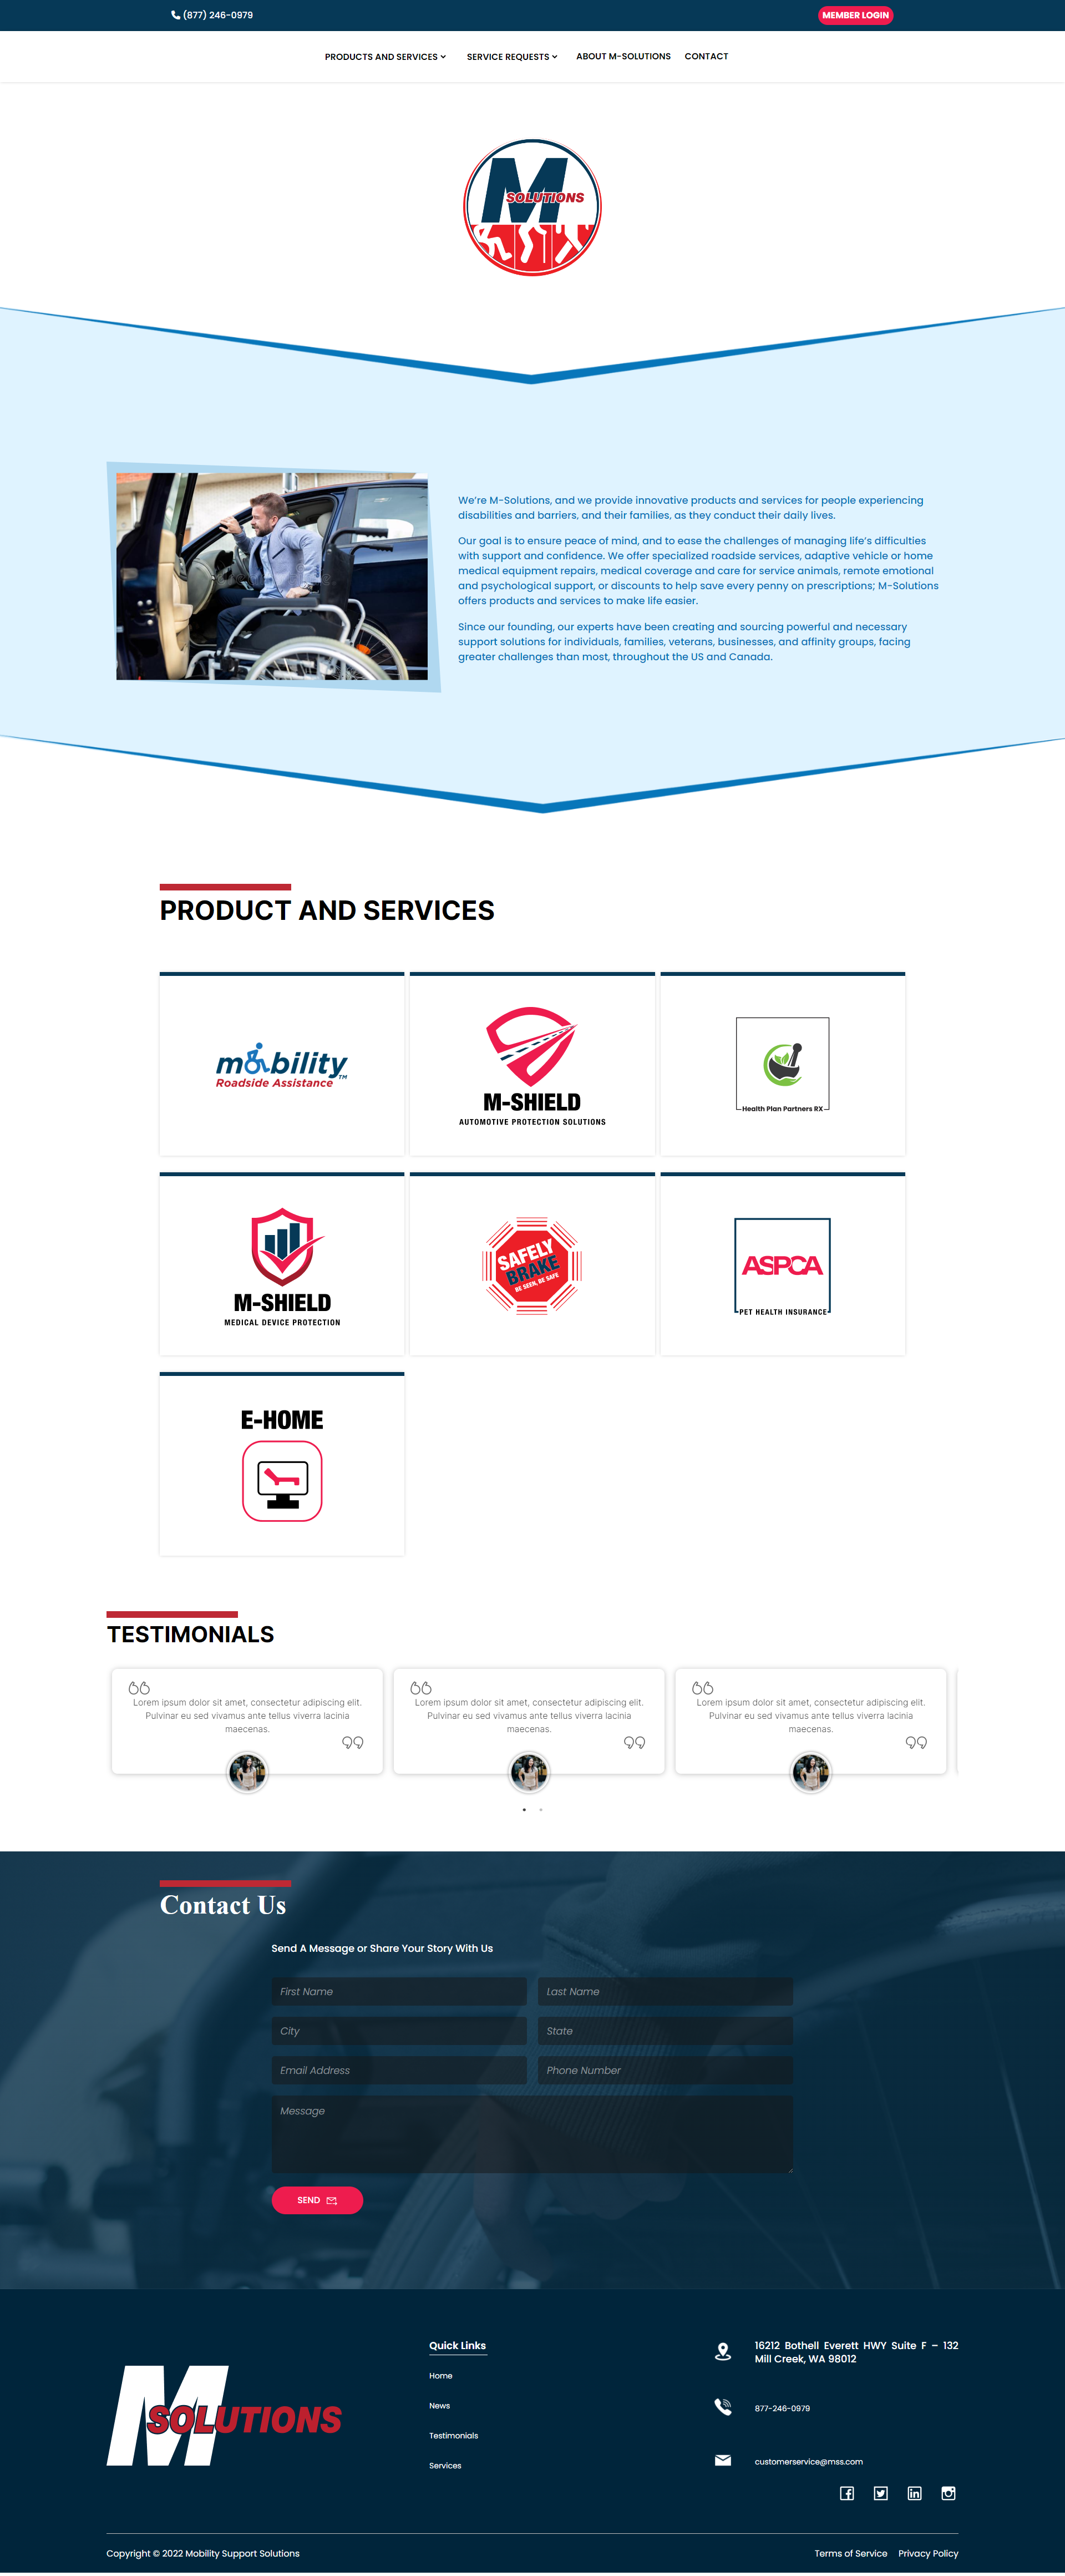 (877) 246-0979
MEMBER LOGIN
PRODUCTS AND SERVICES
SERVICE REQUESTS
ABOUT M-SOLUTIONS
CONTACT
M
SOLUTIONS
We're M-Solutions, and we provide innovative products and services for people experiencing
disabilities and barriers, and their families, as they conduct their daily lives.
Our goal is to ensure peace of mind, and to ease the challenges of managing life's difficulties
with support and confidence. We offer specialized roadside services, adaptive vehicle or home
medical equipment repairs, medical coverage and care for service animals, remote emotional
and psychological support, or discounts to help save every penny on prescriptions; M-Solutions
offers products and services to make life easier.
Since our founding, our experts have been creating and sourcing powerful and necessary
support solutions for individuals, families, veterans, businesses, and affinity groups, facing
greater challenges than most, throughout the US and Canada.
PRODUCT AND SERVICES
mobility TM
Roadside Assistance
M-SHIELD
AUTOMOTIVE PROTECTION SOLUTIONS
Health Plan Partners RX
M-SHIELD
MEDICAL DEVICE PROTECTION
SAFELY
BRAKE
BE SEEN, BE SAFE
ASPCA
PET HEALTH INSURANCE
E-HOME
TESTIMONIALS
Lorem ipsum dolor sit amet, consectetur adipiscing elit.
Pulvinar eu sed vivamus ante tellus viverra lacinia
maecenas.
Lorem ipsum dolor sit amet, consectetur adipiscing elit.
Pulvinar eu sed vivamus ante tellus viverra lacinia
maecenas.
Lorem ipsum dolor sit amet, consectetur adipiscing elit.
Pulvinar eu sed vivamus ante tellus viverra lacinia
maecenas.
Contact Us
Send A Message or Share Your Story With Us
First Name
Last Name
City
State
Email Address
Phone Number
Message
SEND
M
SOLUTIONS
Quick Links
Home
News
Testimonials
Services
16212 Bothell Everett HWY Suite F – 132
Mill Creek, WA 98012
877-246-0979
customerservice@mss.com
Copyright © 2022 Mobility Support Solutions
Terms of Service
Privacy Policy